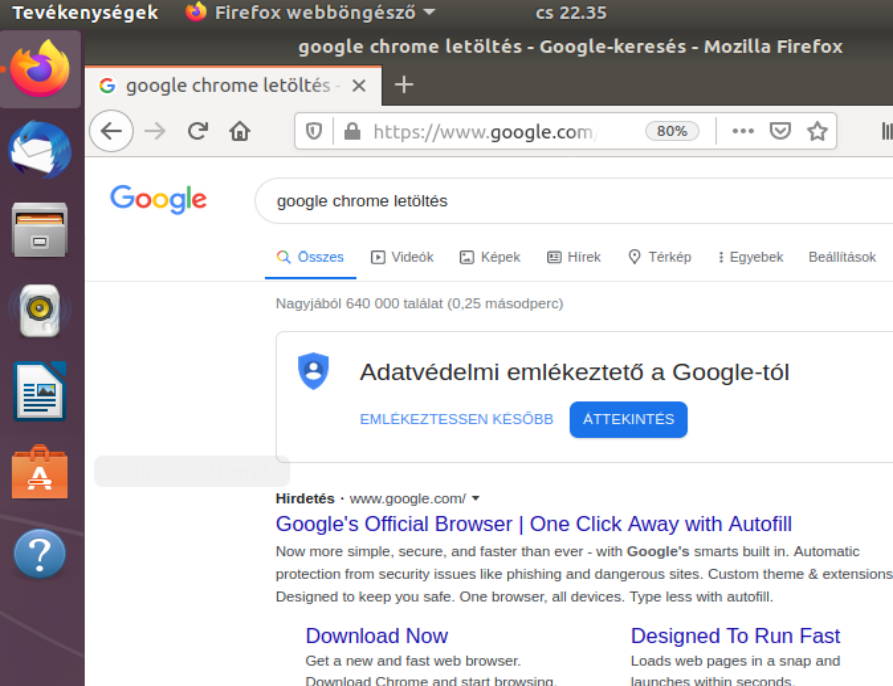 Tevékenységek Firefox webböngésző cs 22.35
google chrome letöltés - Google-keresés - Mozilla Firefox
google chrome letöltés -
https://www.google.com/ 80%
Google google chrome letöltés
Összes Videók Képek Hírek Térkép Egyebek Beállítások
Nagyjából 640 000 találat (0,25 másodperc)
Adatvédelmi emlékeztető a Google-tól
EMLÉKEZTESSEN KÉSŐBB ÁTTEKINTÉS
Hirdetés · www.google.com/
Google's Official Browser | One Click Away with Autofill
Now more simple, secure, and faster than ever - with Google's smarts built in. Automatic
protection from security issues like phishing and dangerous sites. Custom theme & extensions
Designed to keep you safe. One browser, all devices. Type less with autofill.
Download Now Designed To Run Fast
Get a new and fast web browser. Loads web pages in a snap and
Download Chrome and start browsing. launches within seconds.